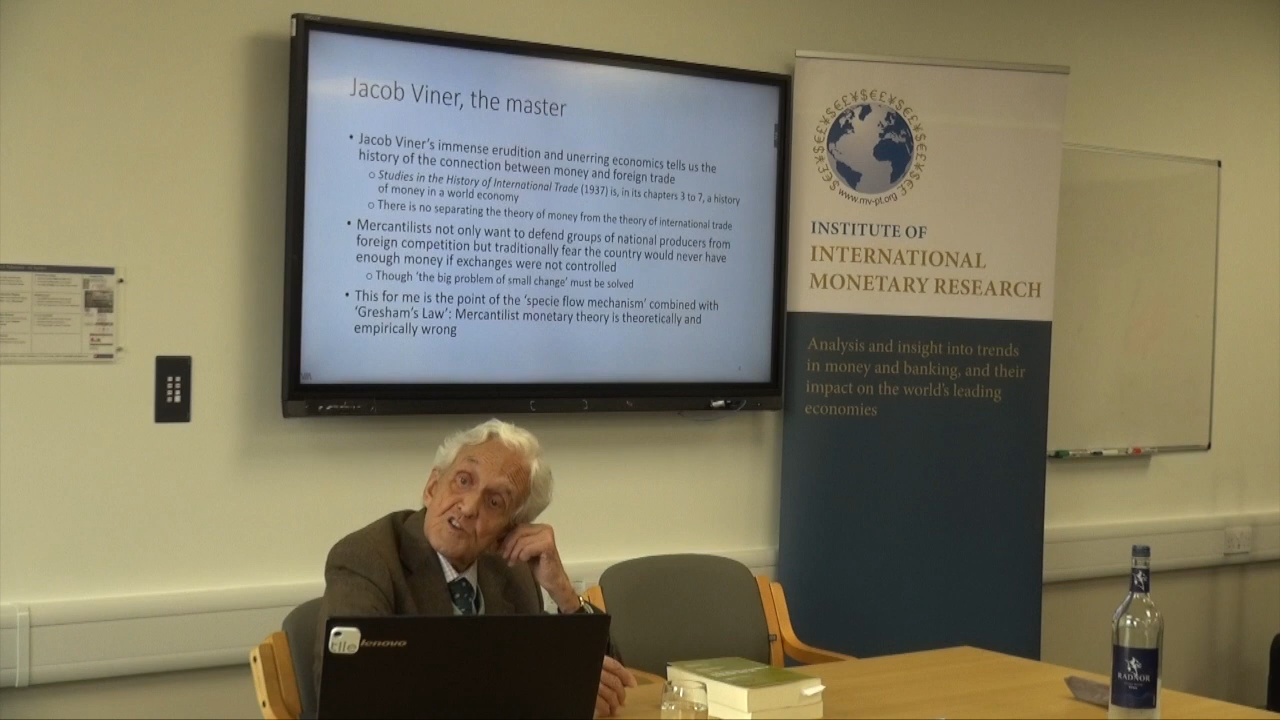 Jacob Viner, the master
• Jacob Viner's immense erudition and unerring economics tells us the
history of the connection between money and foreign trade
○ Studies in the History of International Trade (1937) is, in its chapters 3 to 7, a history
of money in a world economy
○ There is no separating the theory of money from the theory of international trade
• Mercantilists not only want to defend groups of national producers from
foreign competition but traditionally fear the country would never have
enough money if exchanges were not controlled
○ Though 'the big problem of small change' must be solved
• This for me is the point of the 'specie flow mechanism' combined with
'Gresham's Law': Mercantilist monetary theory is theoretically and
empirically wrong
www.mv-pt.org
INSTITUTE OF
INTERNATIONAL
MONETARY RESEARCH
Analysis and insight into trends
in money and banking, and their
impact on the world's leading
economies
lenovo
RADNOR